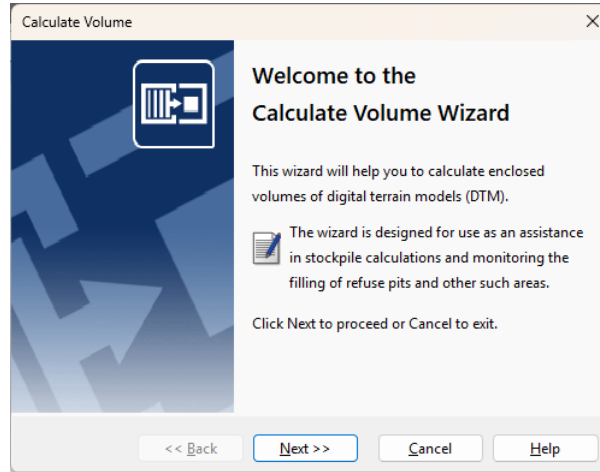 Calculate Volume
Welcome to the
Calculate Volume Wizard
This wizard will help you to calculate enclosed
volumes of digital terrain models (DTM).
The wizard is designed for use as an assistance
in stockpile calculations and monitoring the
filling of refuse pits and other such areas.
Click Next to proceed or Cancel to exit.
<< Back Next >> Cancel Help